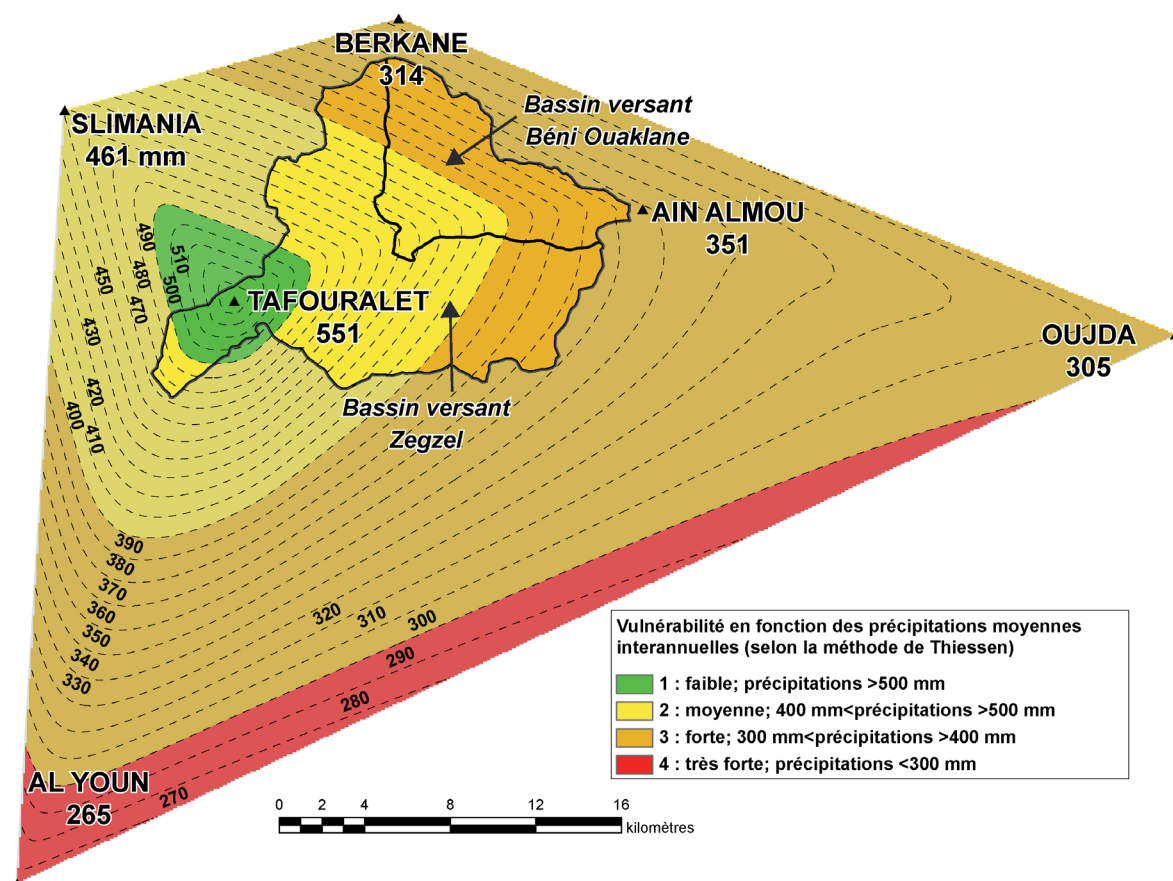 BERKANE
314
SLIMANIA
461 mm
Bassin versant
Béni Ouaklane
AIN ALMOU
351
TAFOURALET
551
OUJDA
305
Bassin versant
Zegzel
AL YOUN
265
490
510
480
500
450
470
430
420
400
410
390
380
370
360
350
340
330
320
310
300
290
280
270
Vulnérabilité en fonction des précipitations moyennes
interannuelles (selon la méthode de Thiessen)
1 : faible; précipitations >500 mm
2 : moyenne; 400 mm<précipitations >500 mm
3 : forte; 300 mm<précipitations >400 mm
4 : très forte; précipitations <300 mm
0 2 4 8 12 16
kilomètres